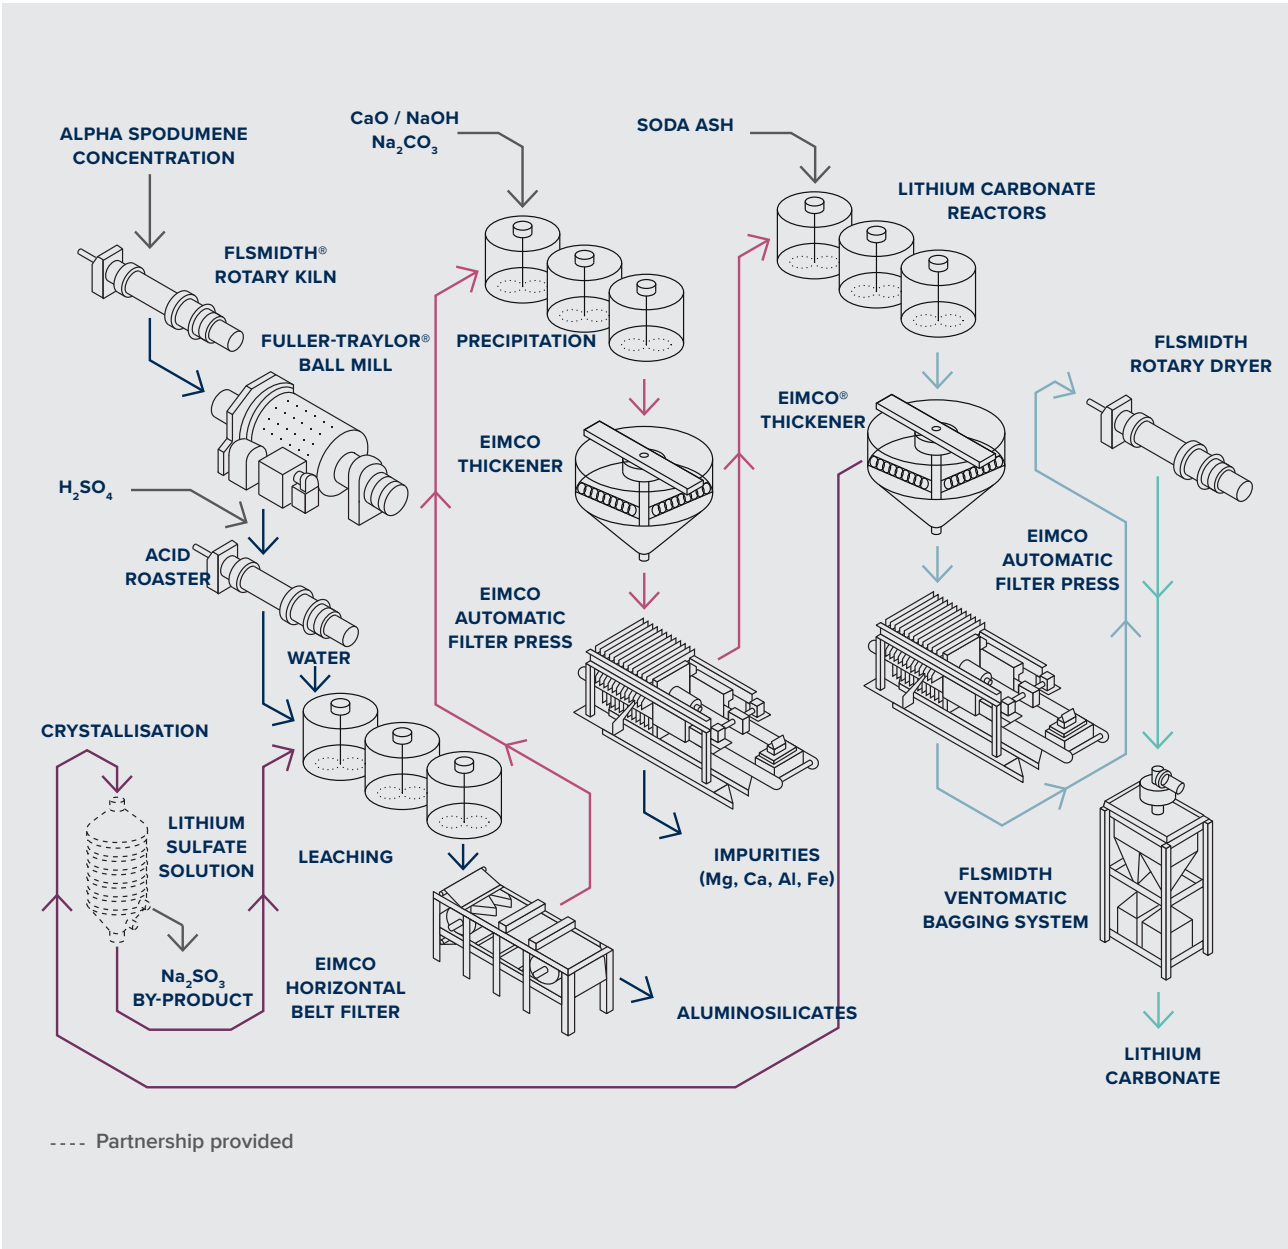 ALPHA SPODUMENE
CONCENTRATION
CaO / NaOH
Na₂CO₃
SODA ASH
LITHIUM CARBONATE
REACTORS
FLSMIDTH®
ROTARY KILN
FULLER-TRAYLOR®
BALL MILL
PRECIPITATION
FLSMIDTH
ROTARY DRYER
EIMCO®
THICKENER
EIMCO
THICKENER
H₂SO₄
ACID
ROASTER
EIMCO
AUTOMATIC
FILTER PRESS
EIMCO
AUTOMATIC
FILTER PRESS
WATER
CRYSTALLISATION
LITHIUM
SULFATE
SOLUTION
LEACHING
IMPURITIES
(Mg, Ca, Al, Fe)
FLSMIDTH
VENTOMATIC
BAGGING SYSTEM
Na₂SO₃
BY-PRODUCT
EIMCO
HORIZONTAL
BELT FILTER
ALUMINOSILICATES
LITHIUM
CARBONATE
---- Partnership provided